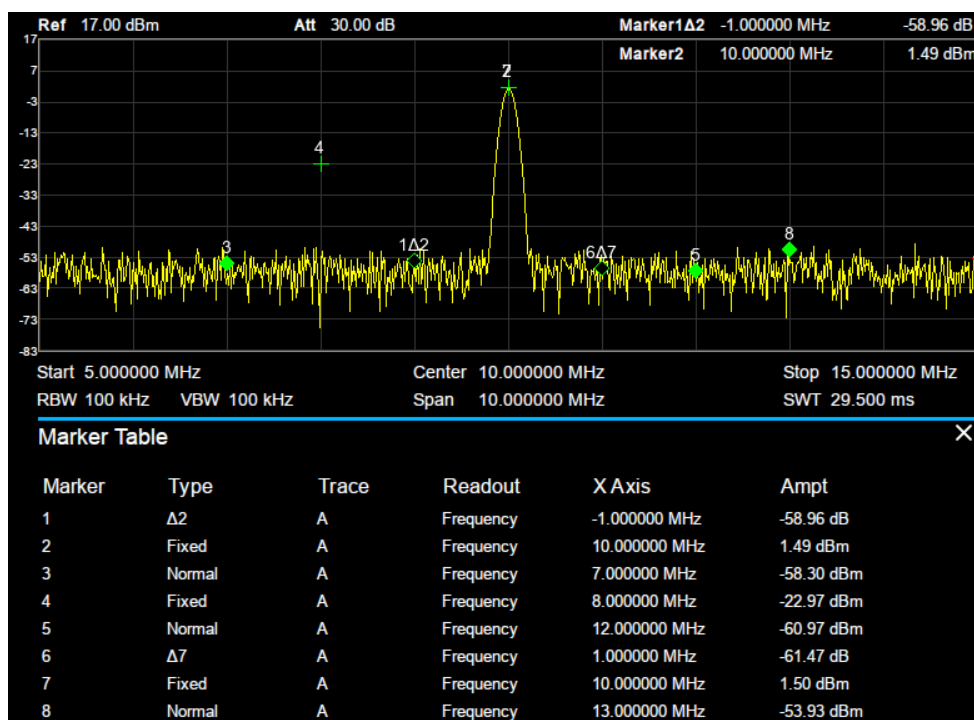 Ref 17.00 dBm Att 30.00 dB Marker1Δ2 -1.000000 MHz -58.96 dB
Marker2 10.000000 MHz 1.49 dBm
17
7
-3
-13
-23
-33
-43
-53
-63
-73
-83
4
3
1Δ2
6Δ7
5
8
Start 5.000000 MHz Center 10.000000 MHz Stop 15.000000 MHz
RBW 100 kHz VBW 100 kHz Span 10.000000 MHz SWT 29.500 ms
Marker Table
Marker Type Trace Readout X Axis Ampt
1 Δ2 A Frequency -1.000000 MHz -58.96 dB
2 Fixed A Frequency 10.000000 MHz 1.49 dBm
3 Normal A Frequency 7.000000 MHz -58.30 dBm
4 Fixed A Frequency 8.000000 MHz -22.97 dBm
5 Normal A Frequency 12.000000 MHz -60.97 dBm
6 Δ7 A Frequency 1.000000 MHz -61.47 dB
7 Fixed A Frequency 10.000000 MHz 1.50 dBm
8 Normal A Frequency 13.000000 MHz -53.93 dBm